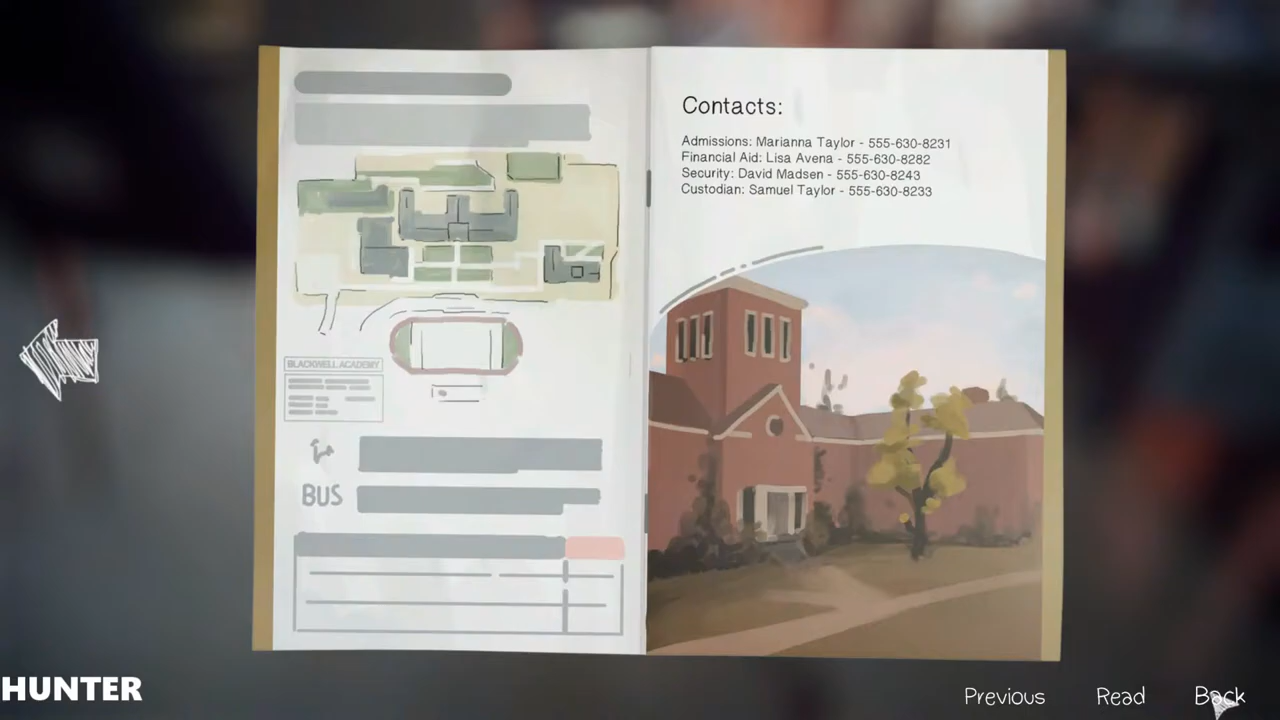 Contacts:
Admissions: Marianna Taylor - 555-630-8231
Financial Aid: Lisa Avena - 555-630-8282
Security: David Madsen - 555-630-8243
Custodian: Samuel Taylor - 555-630-8233
BLACKWELL ACADEMY
BUS
HUNTER
Previous
Read
Back